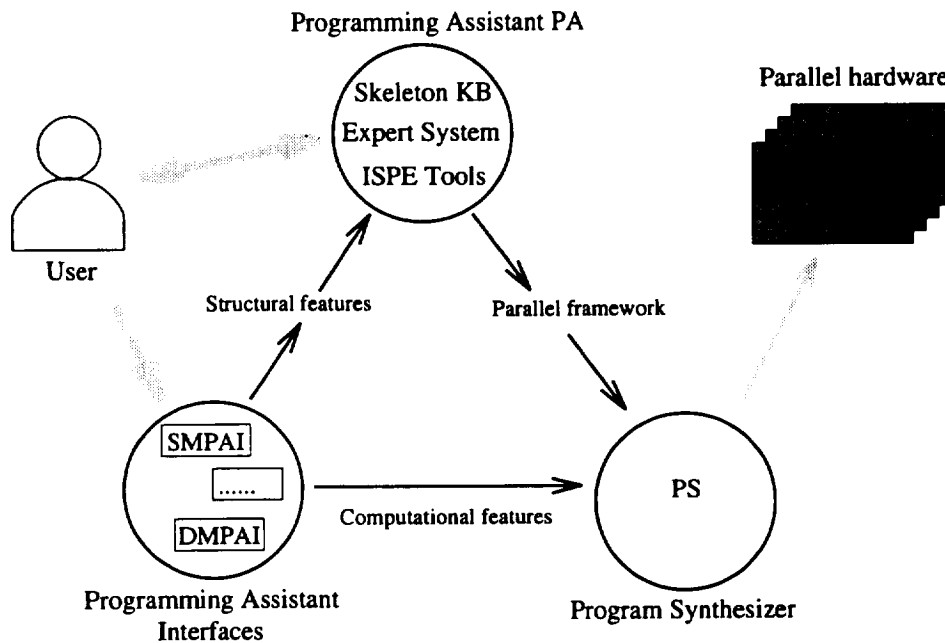 Programming Assistant PA
Skeleton KB
Expert System
ISPE Tools
Parallel hardware
User
Structural features
Parallel framework
SMPAI
......
DMPAI
Computational features
PS
Programming Assistant
Interfaces
Program Synthesizer